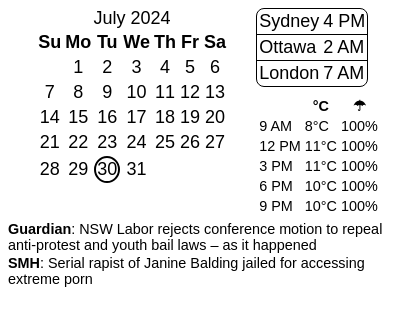 July 2024
Su Mo Tu We Th Fr Sa
1 2 3 4 5 6
7 8 9 10 11 12 13
14 15 16 17 18 19 20
21 22 23 24 25 26 27
28 29 30 31
Sydney 4 PM
Ottawa 2 AM
London 7 AM
°C ☂
9 AM 8°C 100%
12 PM 11°C 100%
3 PM 11°C 100%
6 PM 10°C 100%
9 PM 10°C 100%
Guardian: NSW Labor rejects conference motion to repeal
anti-protest and youth bail laws – as it happened
SMH: Serial rapist of Janine Balding jailed for accessing
extreme porn